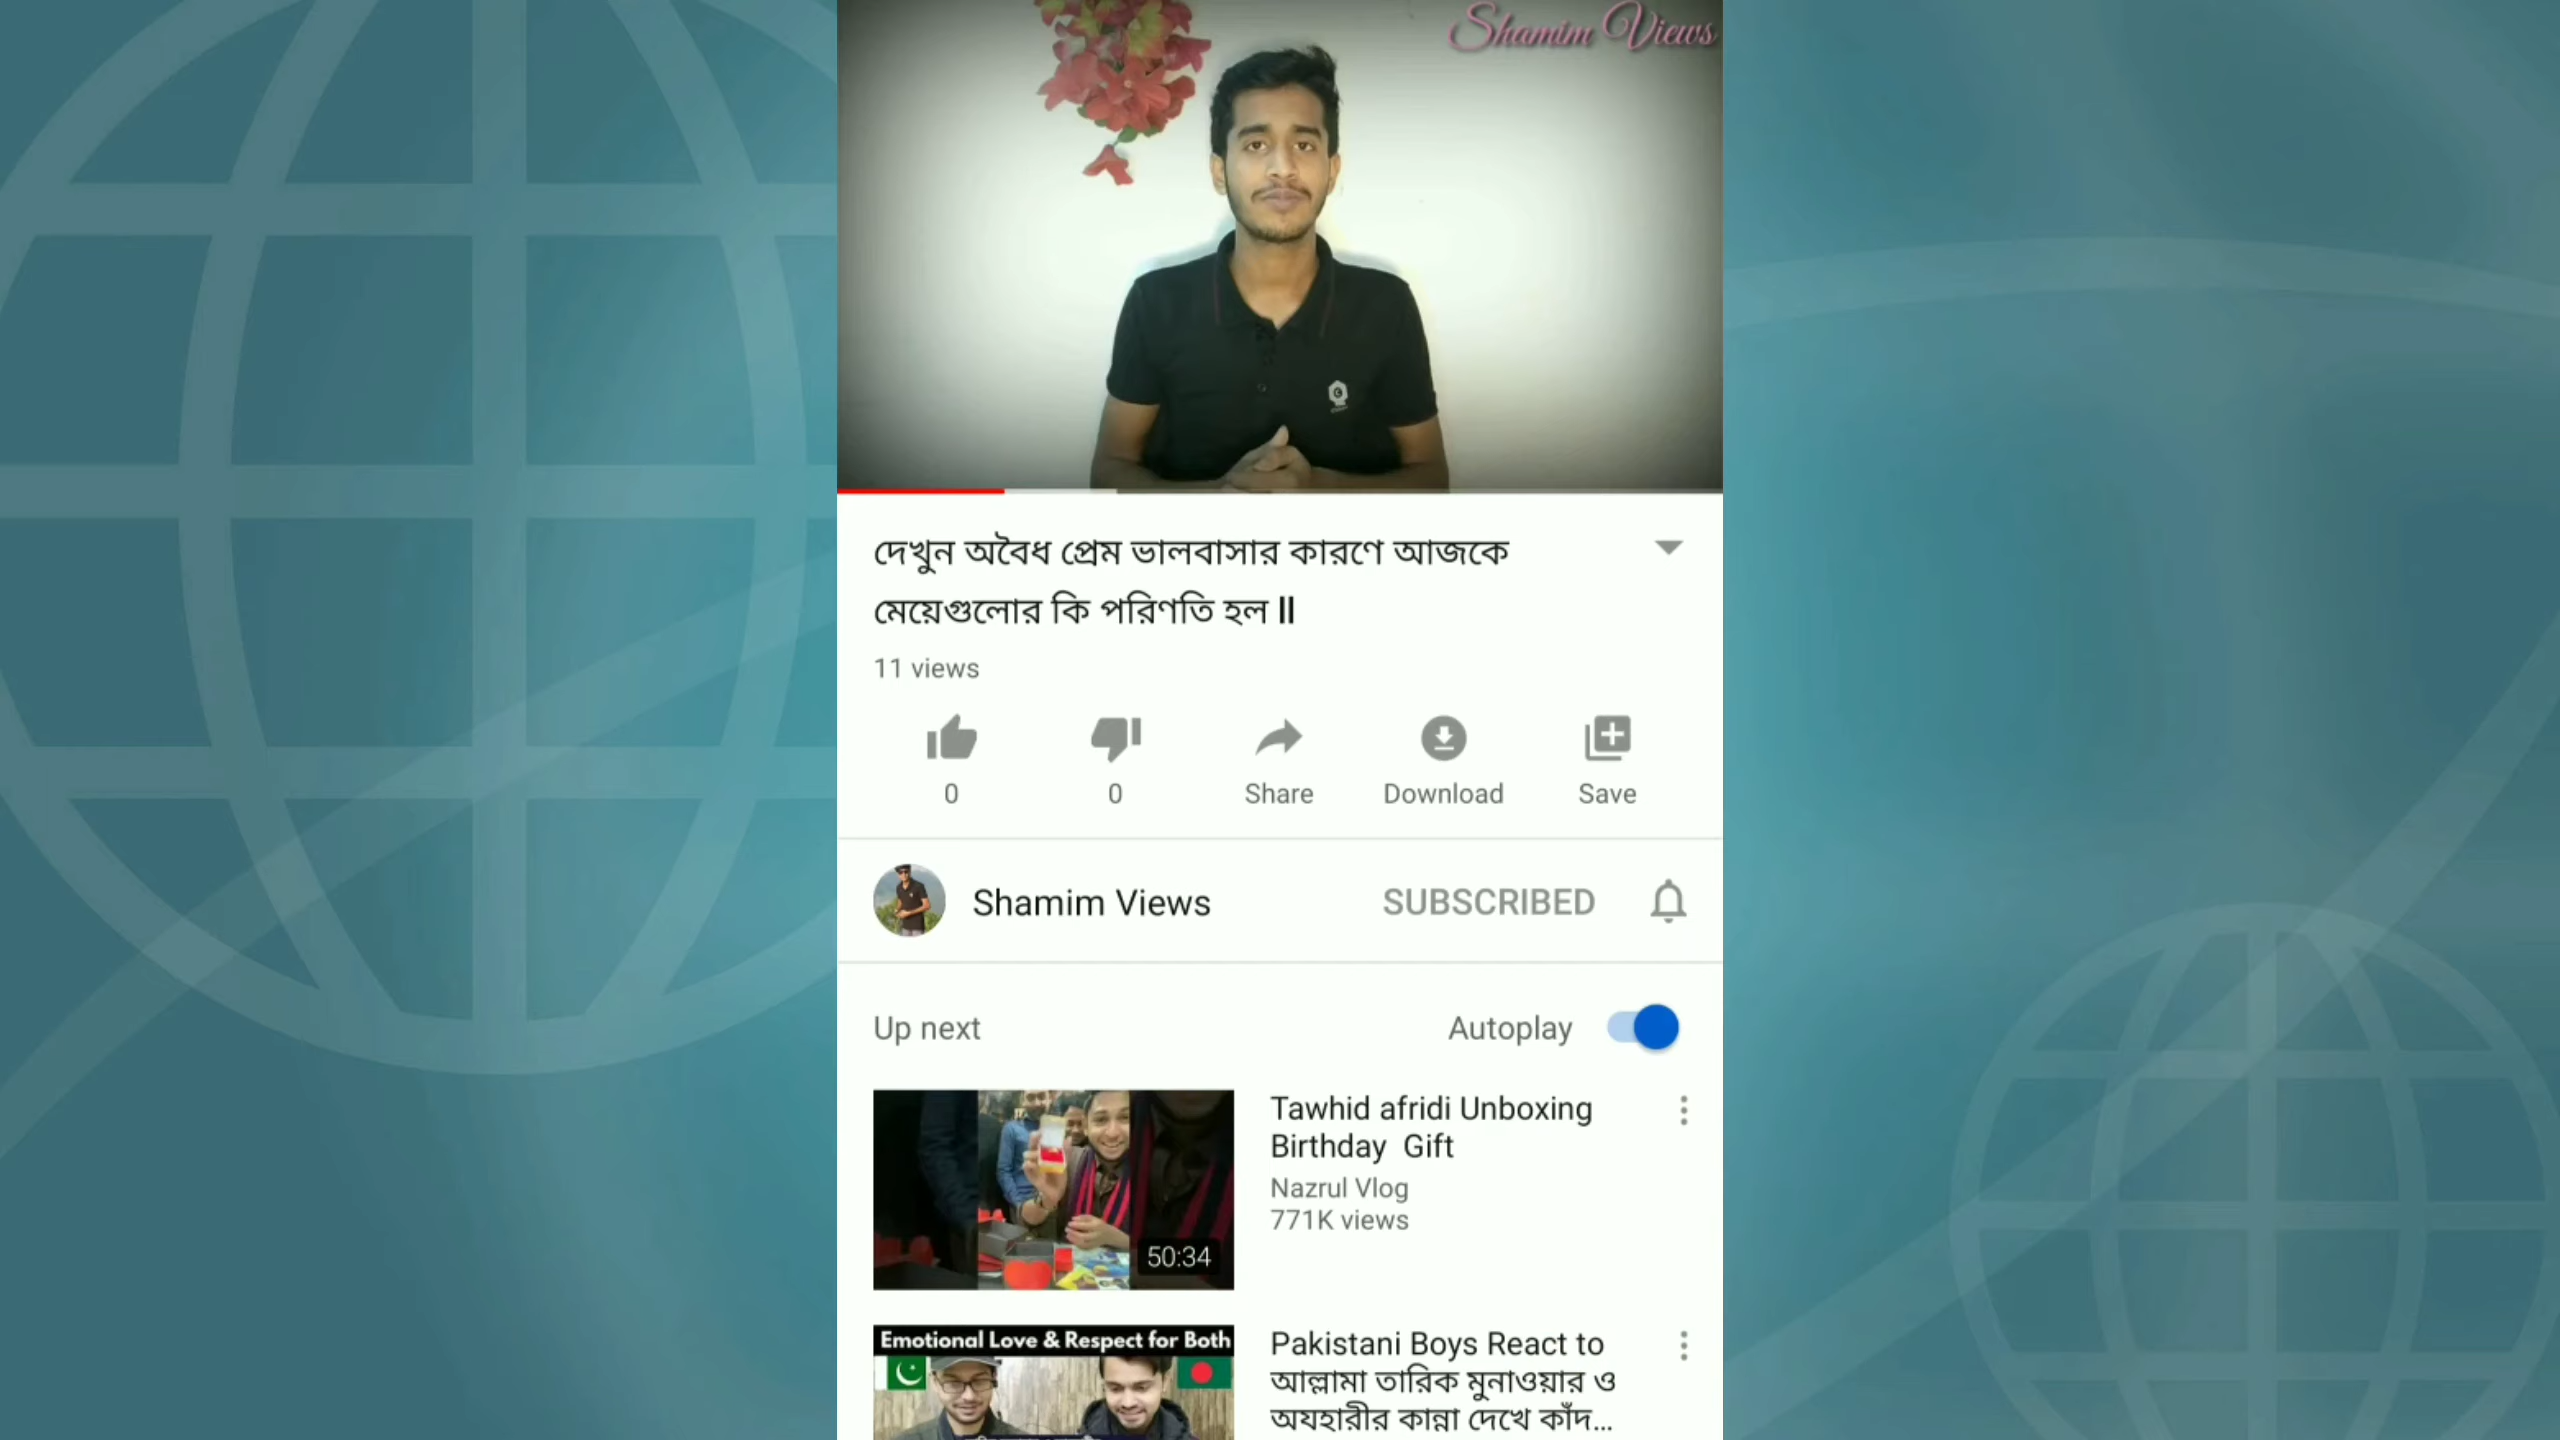 Shamim Views
দেখুন অবৈধ প্রেম ভালবাসার কারণে আজকে
মেয়েগুলোর কি পরিণতি হল ||
11 views
0
0
Share
Download
Save
Shamim Views
SUBSCRIBED
Up next
Autoplay
50:34
Tawhid afridi Unboxing
Birthday Gift
Nazrul Vlog
771K views
Emotional Love & Respect for Both
Pakistani Boys React to
আল্লামা তারিক মুনাওয়ার ও
অযহারীর কান্না দেখে কাঁদ...